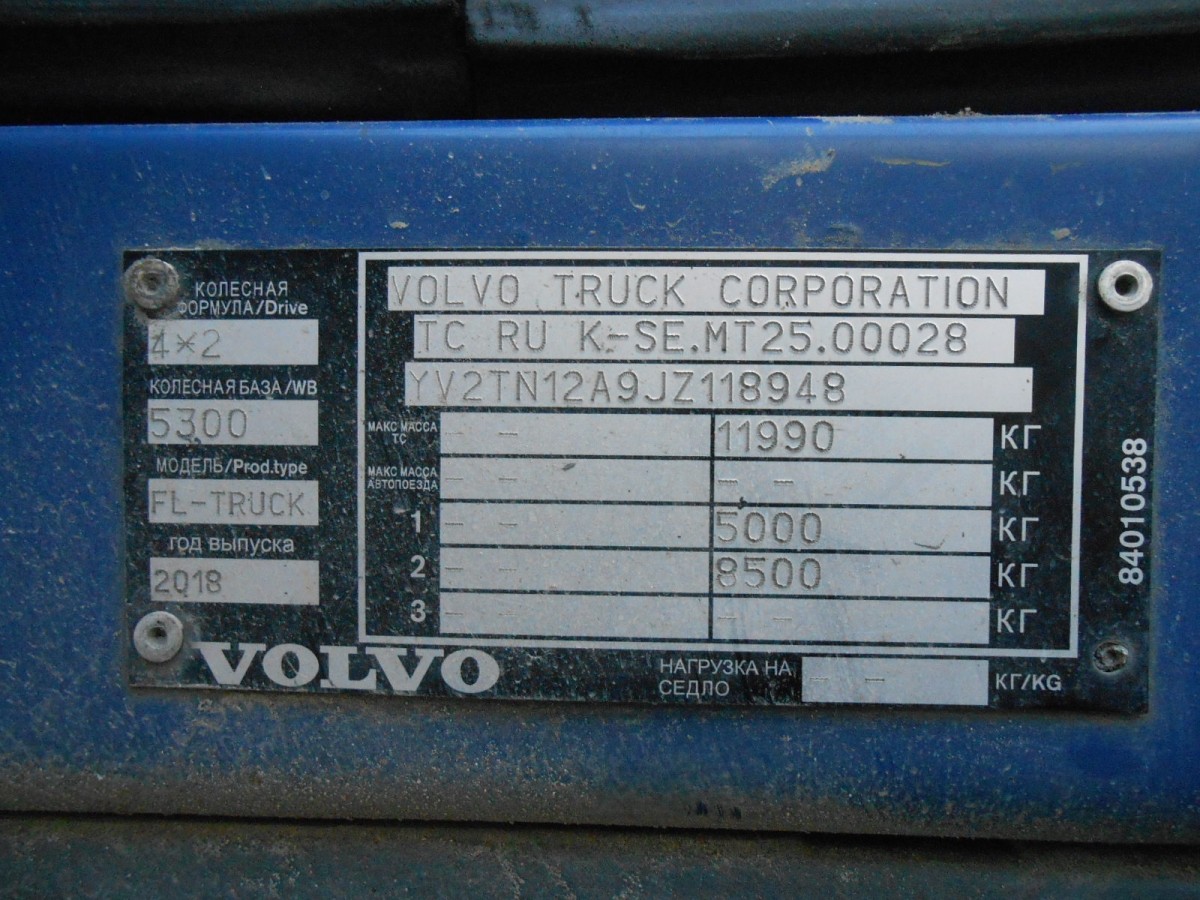 КОЛЕСНАЯ
ФОРМУЛА/Drive
4×2
КОЛЕСНАЯ БАЗА/WB
5300
МОДЕЛЬ/Prod.type
FL-TRUCK
год выпуска
2018
VOLVO TRUCK CORPORATION
TC RU K-SE.MT25.00028
YV2TN12A9JZ118948
МАКС МАССА
ТС
- - 11990 КГ
МАКС МАССА
АВТОПОЕЗДА
- - - - КГ
1 - - 5000 КГ
2 - - 8500 КГ
3 - - - - КГ
VOLVO
НАГРУЗКА НА
СЕДЛО
- - КГ/KG
84010538